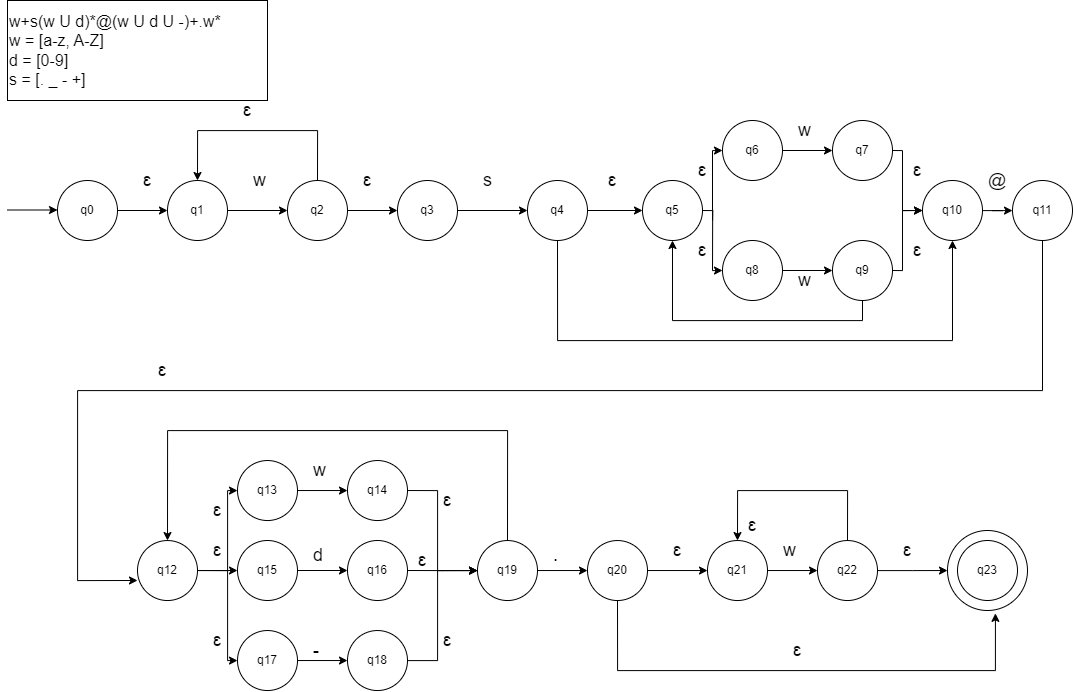 w+s(w U d)*@(w U d U -)+.w*
w = [a-z, A-Z]
d = [0-9]
s = [. _ - +]
ε
q6 w q7
ε ε
q0 ε q1 w q2 ε q3 s q4 ε q5 q10 @ q11
ε ε
q8 w q9
ε
q13 w q14
ε ε
q12 ε q15 d q16 ε q19 . q20 ε q21 ε w q22 ε q23
ε ε
q17 - q18
ε